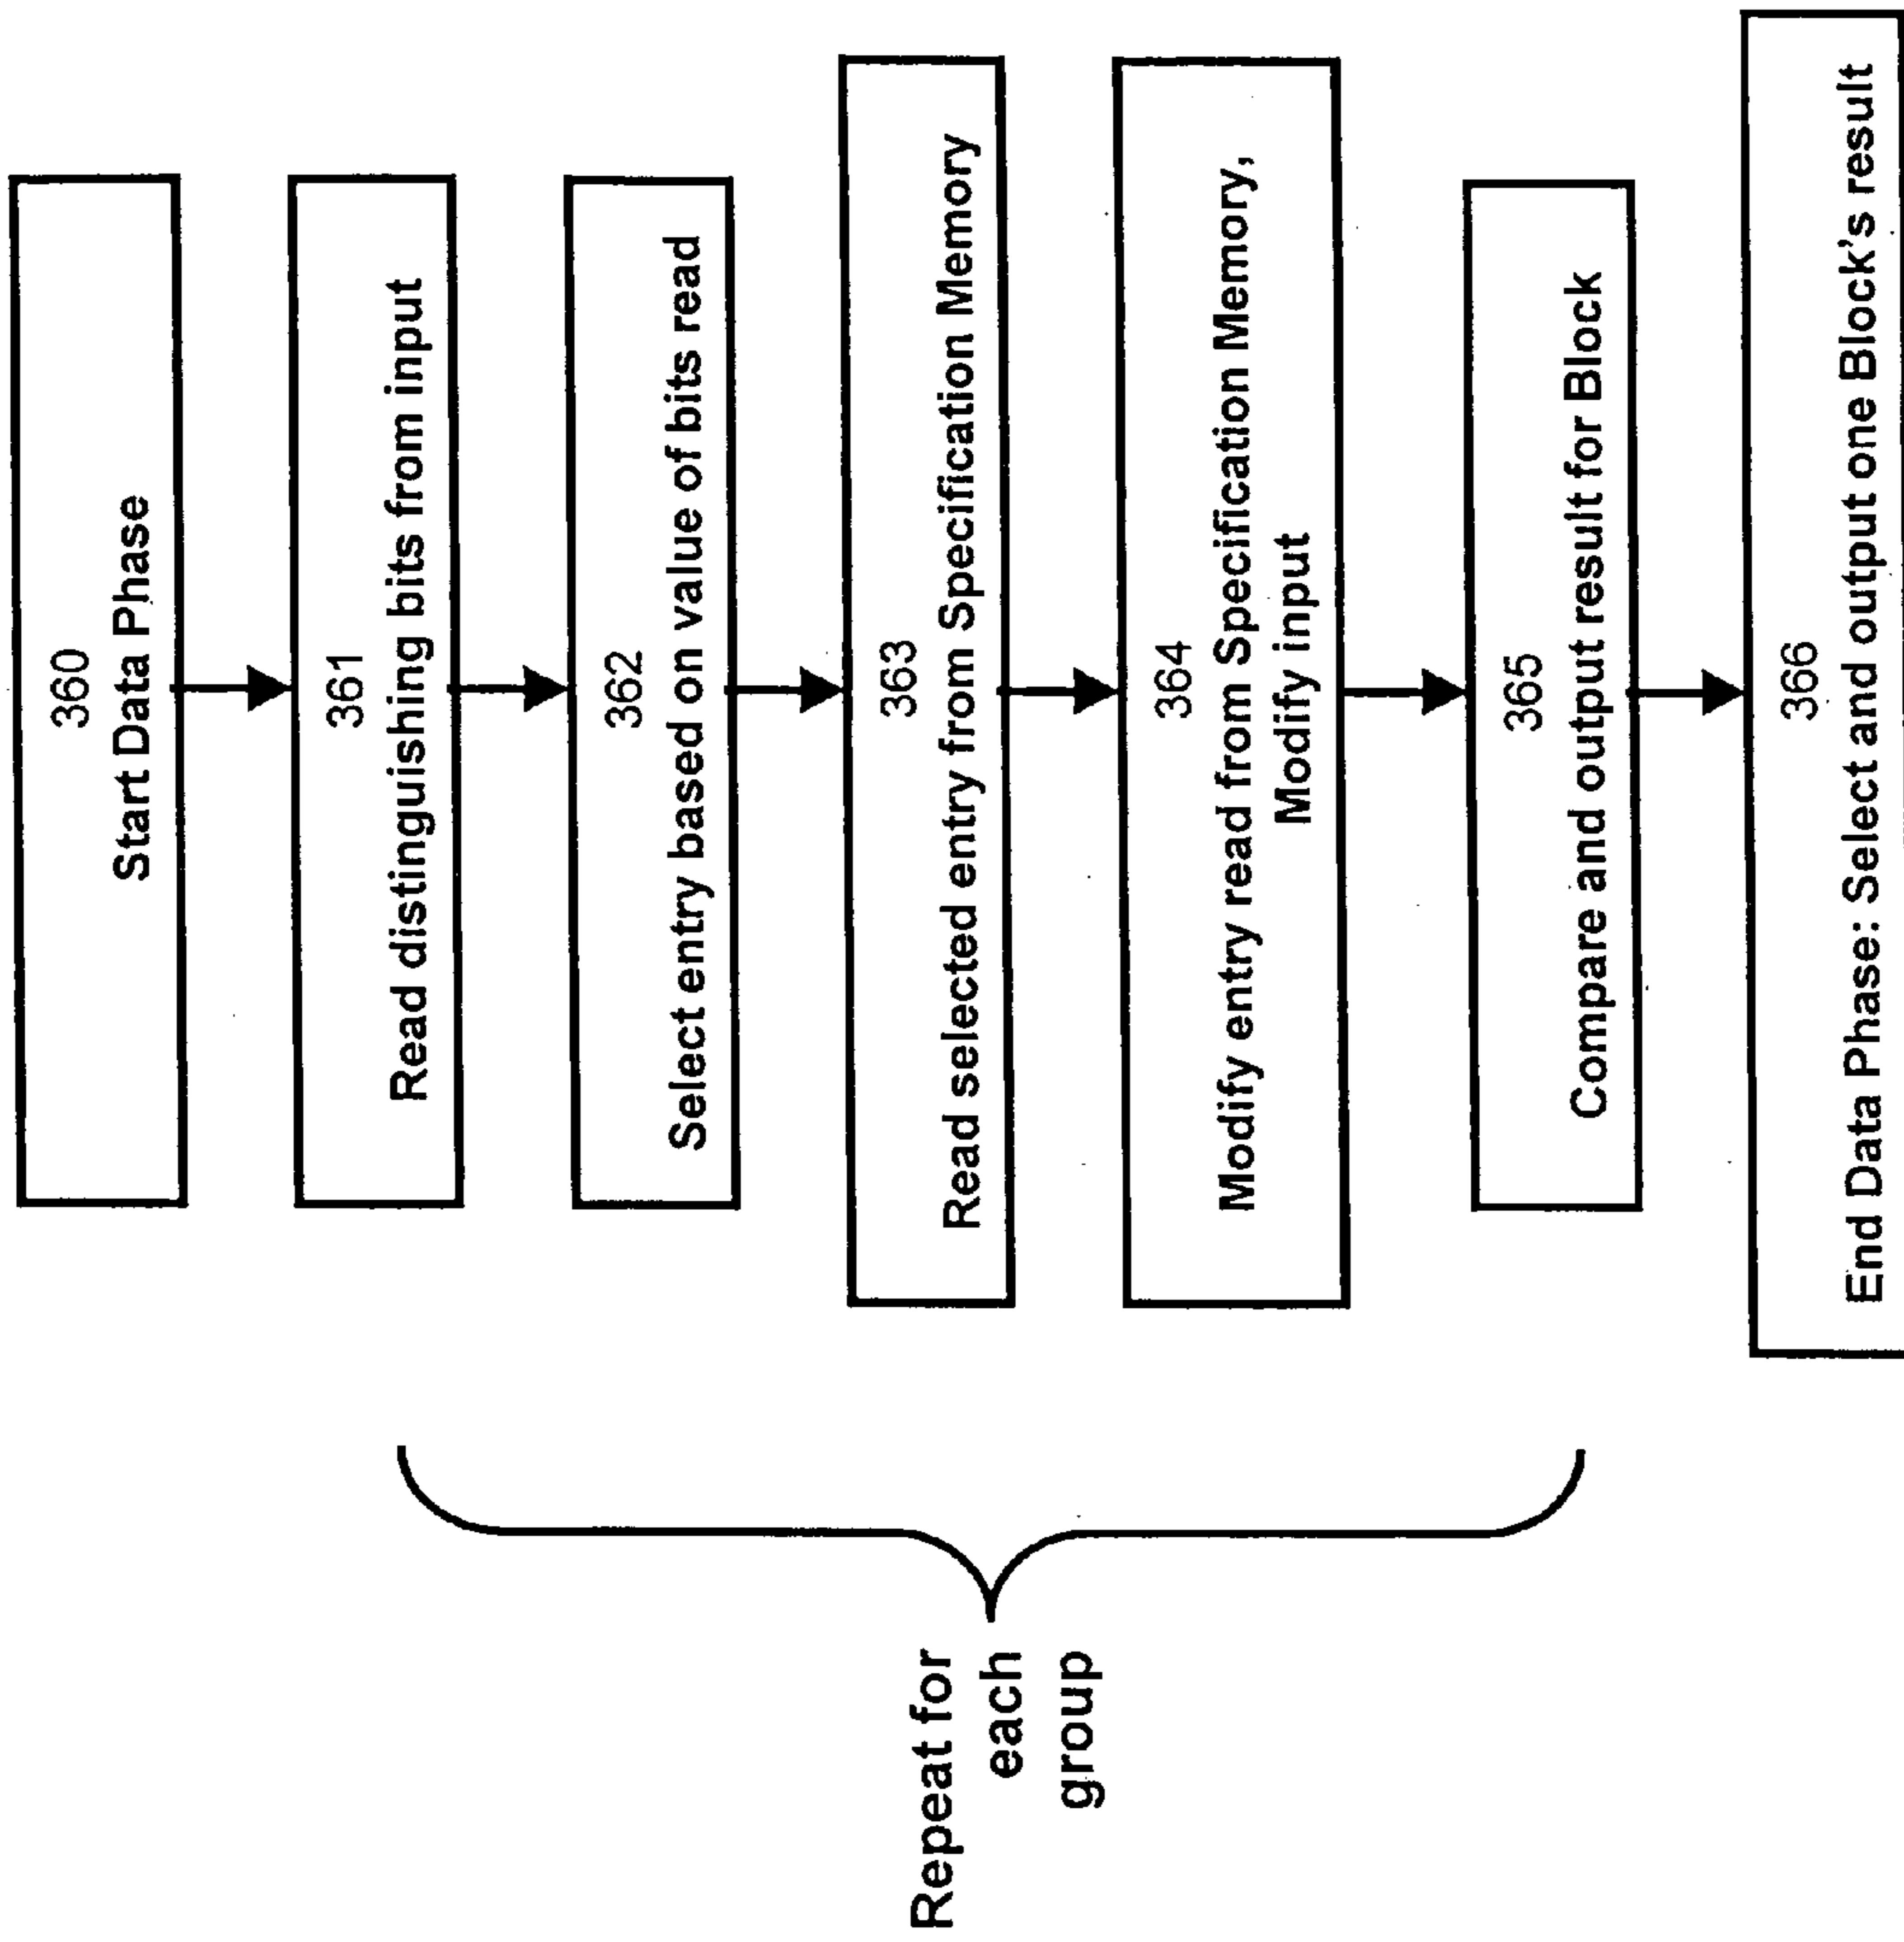 360
Start Data Phase
361
Read distinguishing bits from input
362
Select entry based on value of bits read
363
Read selected entry from Specification Memory
364
Modify entry read from Specification Memory,
Modify input
365
Compare and output result for Block
366
End Data Phase: Select and output one Block's result
Repeat for
each
group